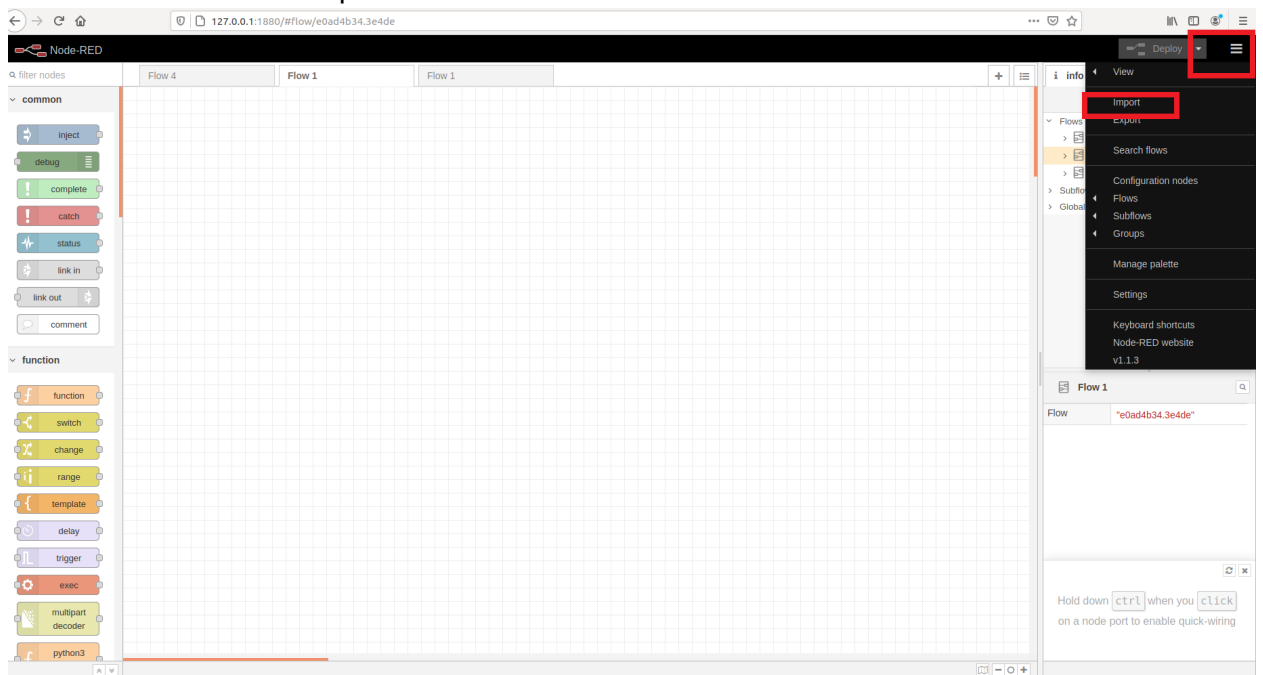 127.0.0.1:1880/#flow/e0ad4b34.3e4de
Node-RED
Deploy
filter nodes
Flow 4
Flow 1
Flow 1
i info
View
common
Import
Export
inject
Flows
debug
Search flows
complete
Configuration nodes
catch
Subflo
Flows
Global
Subflows
status
Groups
link in
Manage palette
link out
Settings
comment
Keyboard shortcuts
Node-RED website
function
v1.1.3
Flow 1
function
Flow
"e0ad4b34.3e4de"
switch
change
range
template
delay
trigger
exec
multipart
decoder
Hold down ctrl when you click
on a node port to enable quick-wiring
python3